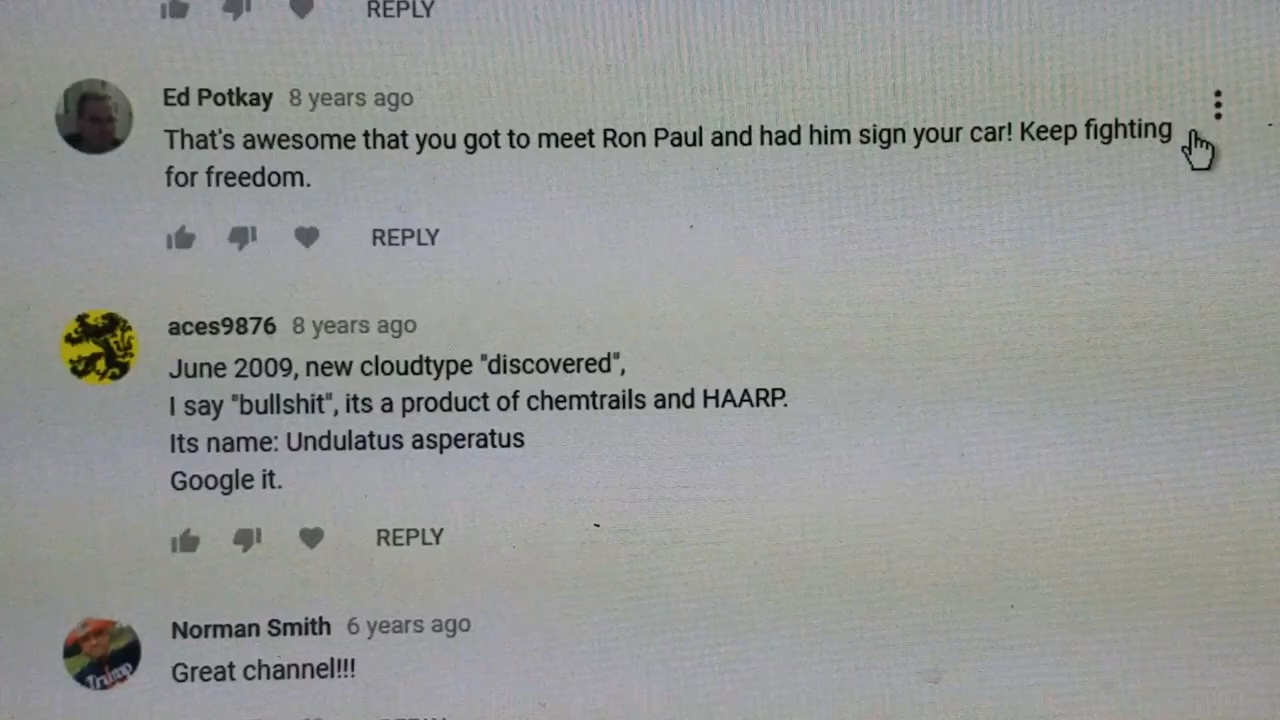 REPLY
Ed Potkay 8 years ago
That's awesome that you got to meet Ron Paul and had him sign your car! Keep fighting
for freedom.
REPLY
aces9876 8 years ago
June 2009, new cloudtype "discovered",
I say "bullshit", its a product of chemtrails and HAARP.
Its name: Undulatus asperatus
Google it.
REPLY
Norman Smith 6 years ago
Great channel!!!
Trump
REPLY